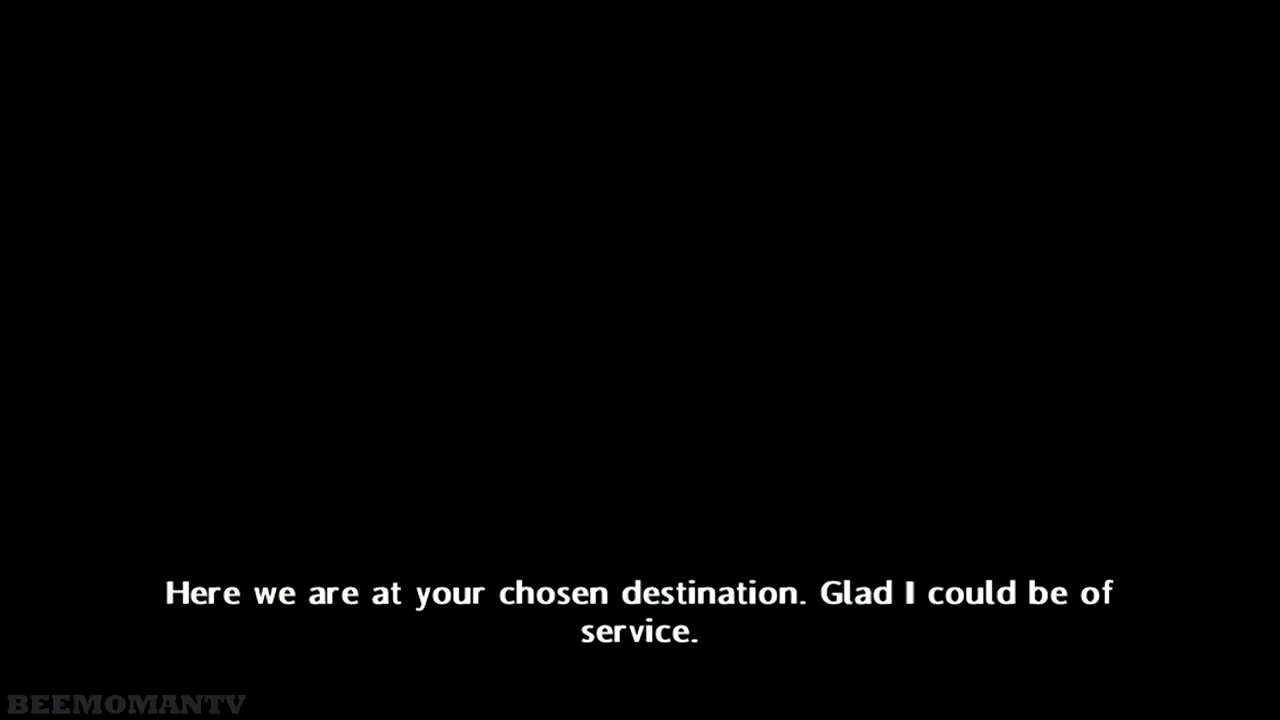 Here we are at your chosen destination. Glad I could be of
service.
BEEMOMANTV